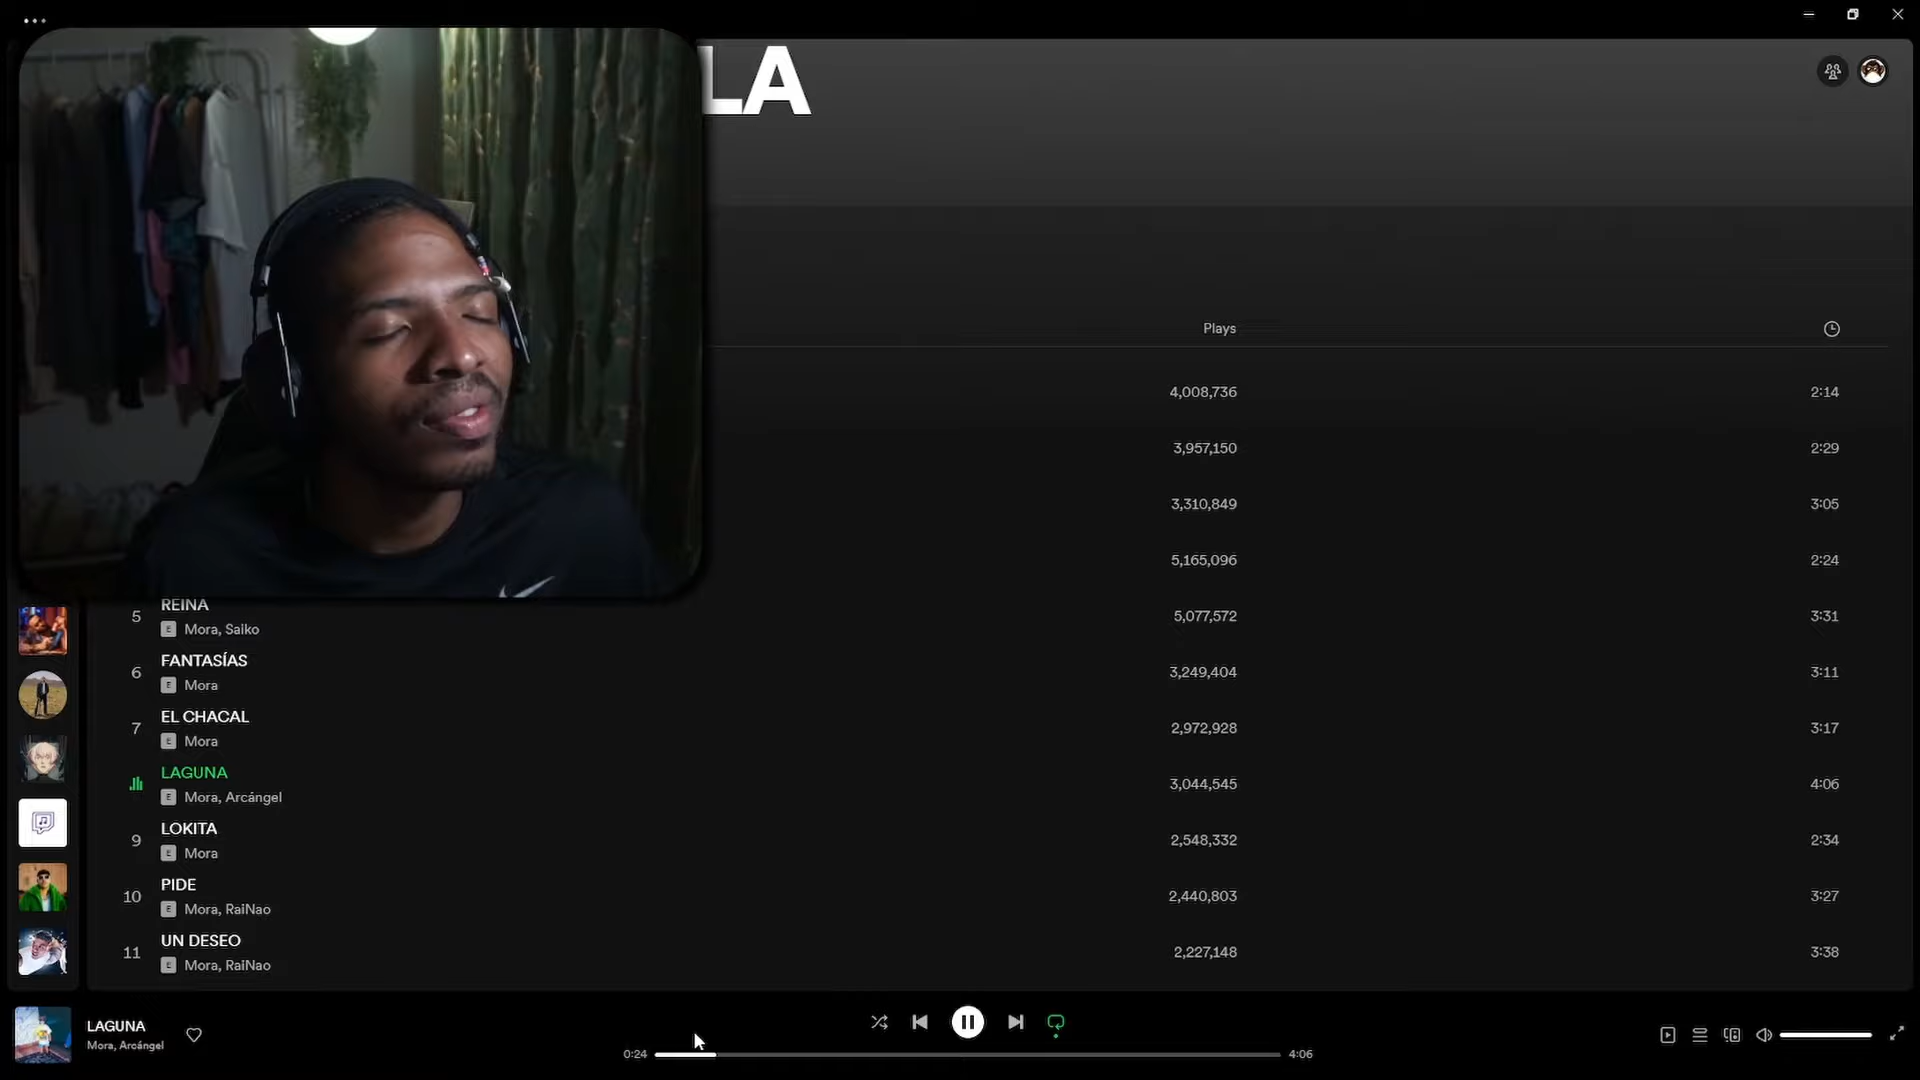 LA
Plays
4,008,736 2:14
3,957,150 2:29
3,310,849 3:05
5,165,096 2:24
5 REINA 5,077,572 3:31
E Mora, Saiko
6 FANTASÍAS 3,249,404 3:11
E Mora
7 EL CHACAL 2,972,928 3:17
E Mora
LAGUNA 3,044,545 4:06
E Mora, Arcángel
9 LOKITA 2,548,332 2:34
E Mora
10 PIDE 2,440,803 3:27
E Mora, RaiNao
11 UN DESEO 2,227,148 3:38
E Mora, RaiNao
LAGUNA
Mora, Arcángel
0:24 4:06